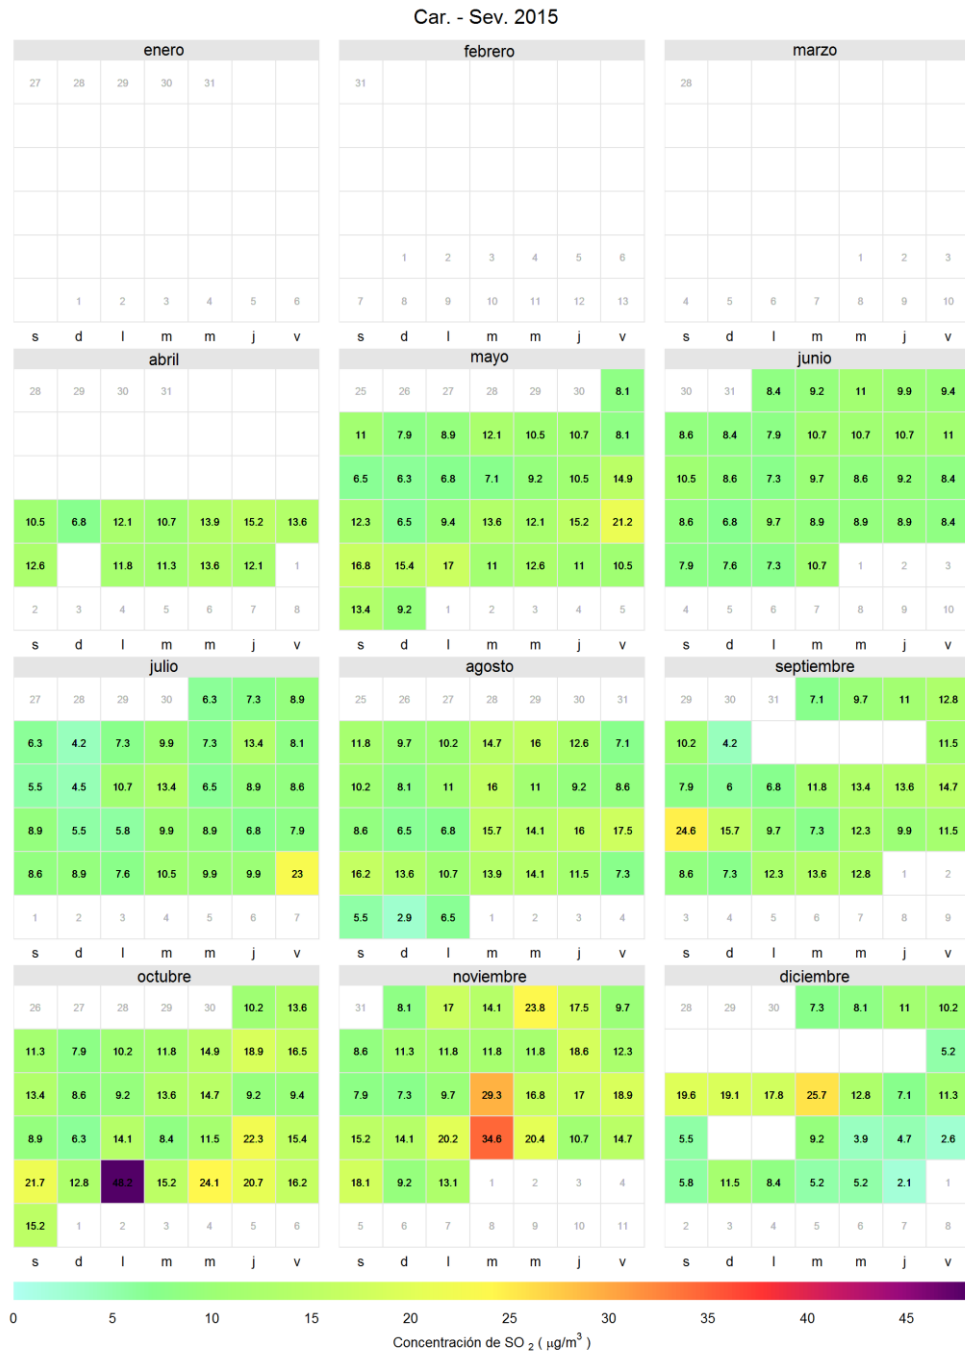 Car. - Sev. 2015
enero febrero marzo
27 28 29 30 31 31 28
1 2 3 4 5 6 1 2 3
1 2 3 4 5 6 7 8 9 10 11 12 13 4 5 6 7 8 9 10
s d l m m j v s d l m m j v s d l m m j v
abril mayo junio
28 29 30 31 25 26 27 28 29 30 8.1 30 31 8.4 9.2 11 9.9 9.4
11 7.9 8.9 12.1 10.5 10.7 8.1 8.6 8.4 7.9 10.7 10.7 10.7 11
6.5 6.3 6.8 7.1 9.2 10.5 14.9 10.5 8.6 7.3 9.7 8.6 9.2 8.4
10.5 6.8 12.1 10.7 13.9 15.2 13.6 12.3 6.5 9.4 13.6 12.1 15.2 21.2 8.6 6.8 9.7 8.9 8.9 8.9 8.4
12.6 11.8 11.3 13.6 12.1 1 16.8 15.4 17 11 12.6 11 10.5 7.9 7.6 7.3 10.7 1 2 3
2 3 4 5 6 7 8 13.4 9.2 1 2 3 4 5 4 5 6 7 8 9 10
s d l m m j v s d l m m j v s d l m m j v
julio agosto septiembre
27 28 29 30 6.3 7.3 8.9 25 26 27 28 29 30 31 29 30 31 7.1 9.7 11 12.8
6.3 4.2 7.3 9.9 7.3 13.4 8.1 11.8 9.7 10.2 14.7 16 12.6 7.1 10.2 4.2 11.5
5.5 4.5 10.7 13.4 6.5 8.9 8.6 10.2 8.1 11 16 11 9.2 8.6 7.9 6 6.8 11.8 13.4 13.6 14.7
8.9 5.5 5.8 9.9 8.9 6.8 7.9 8.6 6.5 6.8 15.7 14.1 16 17.5 24.6 15.7 9.7 7.3 12.3 9.9 11.5
8.6 8.9 7.6 10.5 9.9 9.9 23 16.2 13.6 10.7 13.9 14.1 11.5 7.3 8.6 7.3 12.3 13.6 12.8 1 2
1 2 3 4 5 6 7 5.5 2.9 6.5 1 2 3 4 3 4 5 6 7 8 9
s d l m m j v s d l m m j v s d l m m j v
octubre noviembre diciembre
26 27 28 29 30 10.2 13.6 31 8.1 17 14.1 23.8 17.5 9.7 28 29 30 7.3 8.1 11 10.2
11.3 7.9 10.2 11.8 14.9 18.9 16.5 8.6 11.3 11.8 11.8 11.8 18.6 12.3 5.2
13.4 8.6 9.2 13.6 14.7 9.2 9.4 7.9 7.3 9.7 29.3 16.8 17 18.9 19.6 19.1 17.8 25.7 12.8 7.1 11.3
8.9 6.3 14.1 8.4 11.5 22.3 15.4 15.2 14.1 20.2 34.6 20.4 10.7 14.7 5.5 9.2 3.9 4.7 2.6
21.7 12.8 48.2 15.2 24.1 20.7 16.2 18.1 9.2 13.1 1 2 3 4 5.8 11.5 8.4 5.2 5.2 2.1 1
15.2 1 2 3 4 5 6 5 6 7 8 9 10 11 2 3 4 5 6 7 8
s d l m m j v s d l m m j v s d l m m j v
0 5 10 15 20 25 30 35 40 45
Concentración de SO 2 ( μg/m3 )